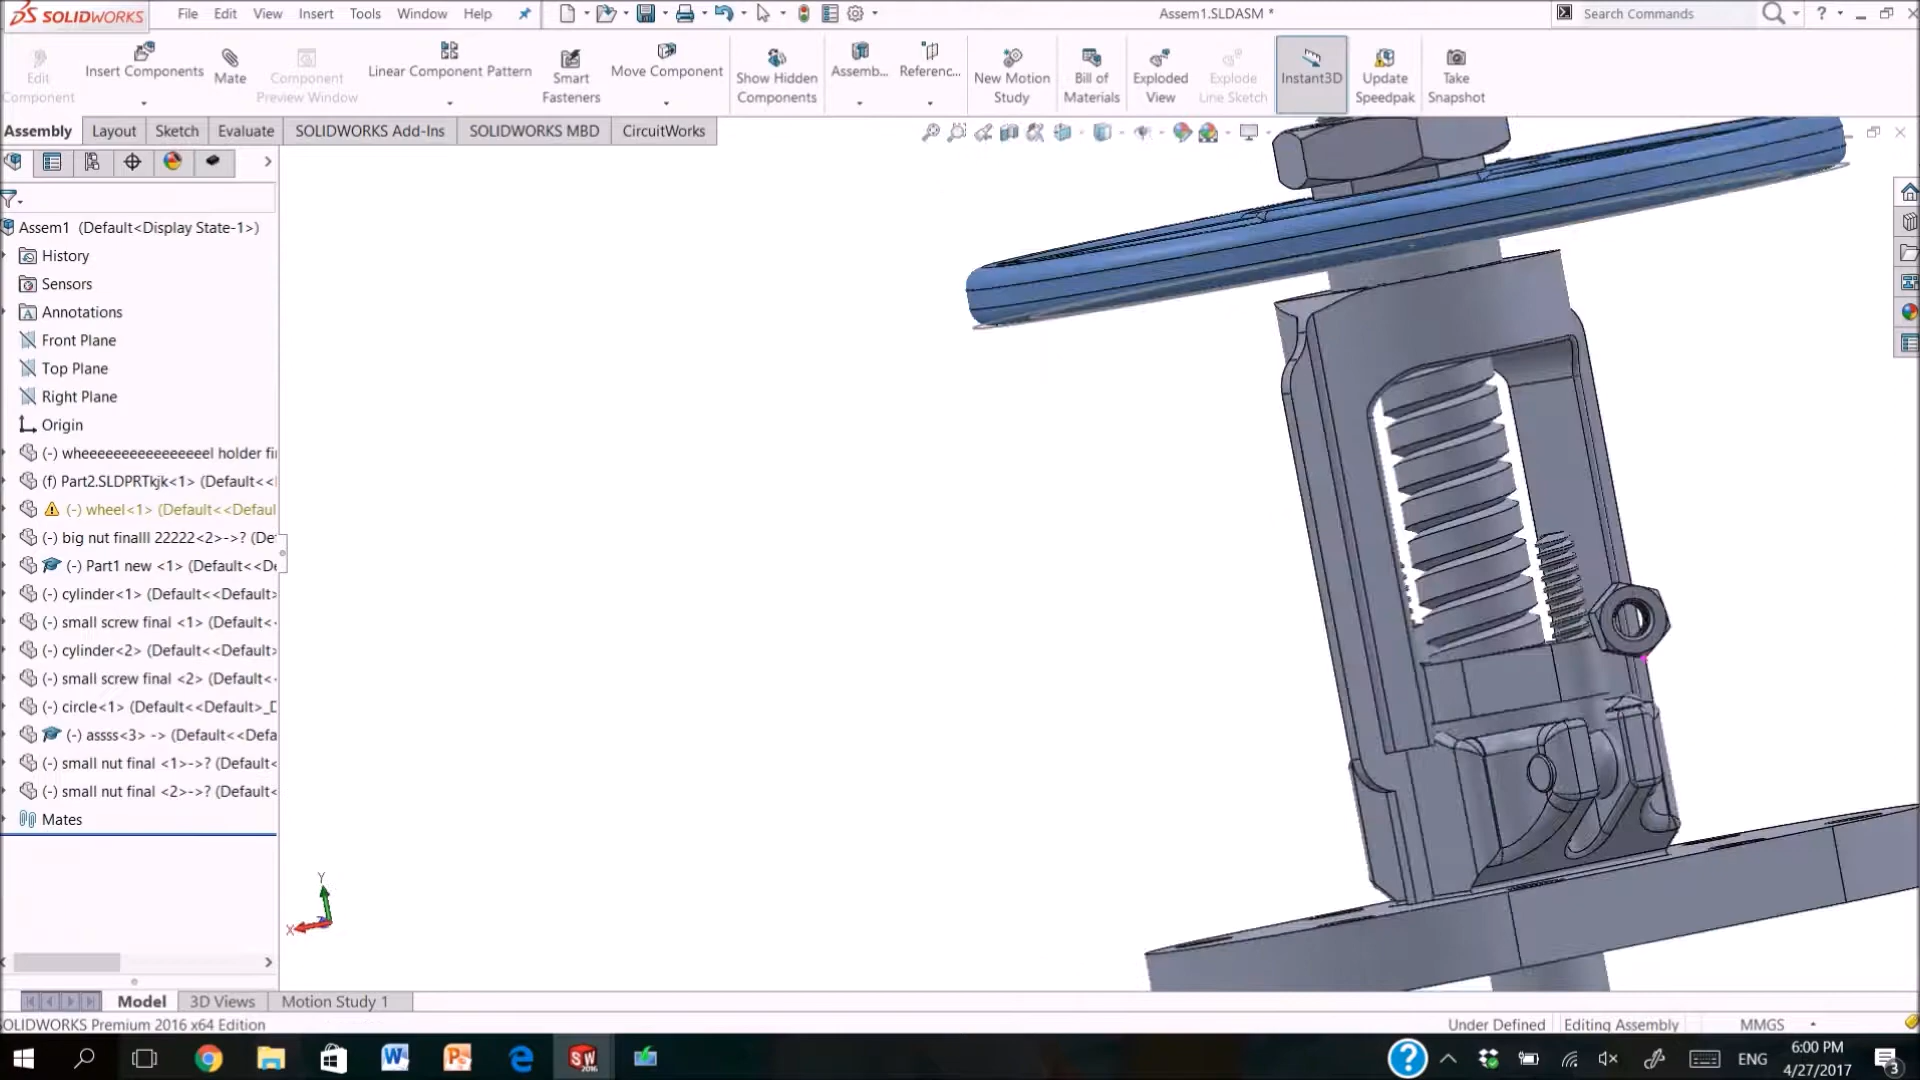 SOLIDWORKS File Edit View Insert Tools Window Help Assem1.SLDASM * Search Commands ?
Edit Component
Insert Components
Mate
Component Preview Window
Linear Component Pattern
Smart Fasteners
Move Component
Show Hidden Components
Assemb...
Referenc...
New Motion Study
Bill of Materials
Exploded View
Explode Line Sketch
Instant3D
Update Speedpak
Take Snapshot
Assembly Layout Sketch Evaluate SOLIDWORKS Add-Ins SOLIDWORKS MBD CircuitWorks
Assem1 (Default<Display State-1>)
History
Sensors
Annotations
Front Plane
Top Plane
Right Plane
Origin
(-) wheeeeeeeeeeeeeeeel holder fi
(f) Part2.SLDPRTkjk<1> (Default<<
(-) wheel<1> (Default<<Defaul
(-) big nut finalll 22222<2>->? (De
(-) Part1 new <1> (Default<<De
(-) cylinder<1> (Default<<Default>
(-) small screw final <1> (Default<
(-) cylinder<2> (Default<<Default>
(-) small screw final <2> (Default<
(-) circle<1> (Default<<Default>_D
(-) assss<3> -> (Default<<Defa
(-) small nut final <1>->? (Default<
(-) small nut final <2>->? (Default<
Mates
Y
X
Model 3D Views Motion Study 1
SOLIDWORKS Premium 2016 x64 Edition Under Defined Editing Assembly MMGS
ENG 6:00 PM
4/27/2017 3